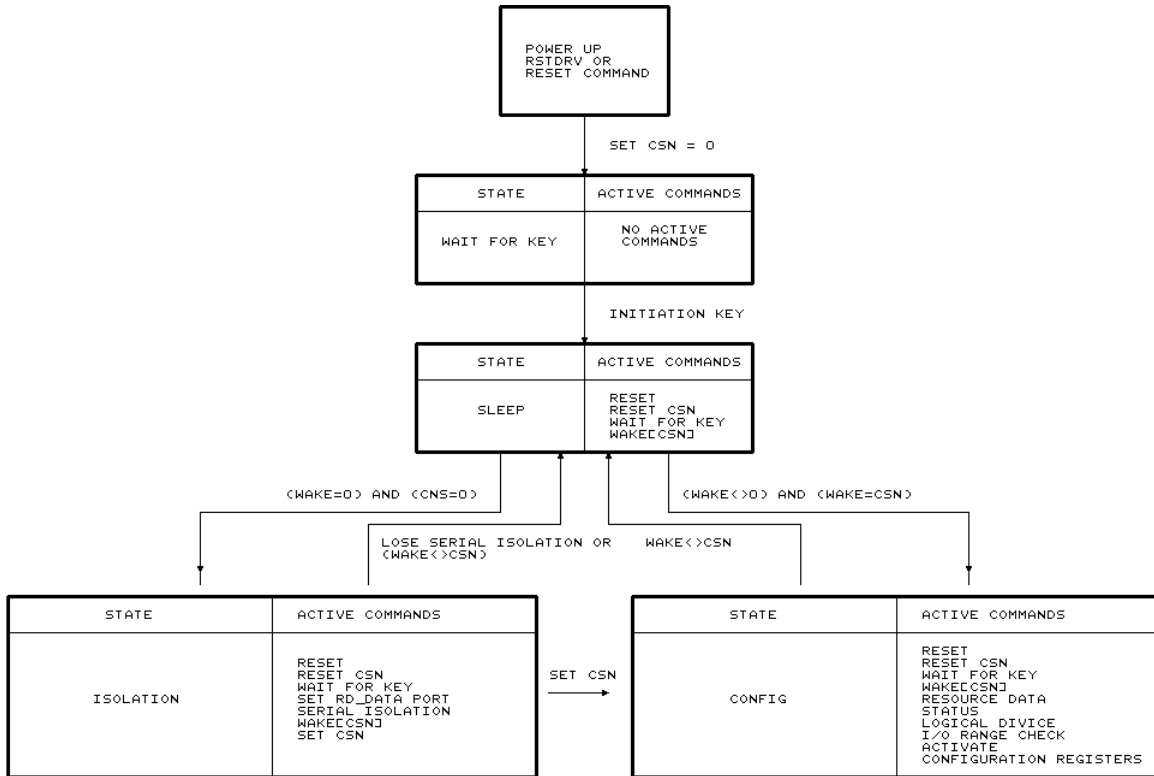 POWER UP
RSTDRV OR
RESET COMMAND
SET CSN = 0
STATE
ACTIVE COMMANDS
WAIT FOR KEY
NO ACTIVE
COMMANDS
INITIATION KEY
STATE
ACTIVE COMMANDS
SLEEP
RESET
RESET CSN
WAIT FOR KEY
WAKE[CSN]
(WAKE=0) AND (CNS=0)
(WAKE<>0) AND (WAKE=CSN)
LOSE SERIAL ISOLATION OR
(WAKE<>CSN)
WAKE<>CSN
STATE
ACTIVE COMMANDS
ISOLATION
RESET
RESET CSN
WAIT FOR KEY
SET RD_DATA PORT
SERIAL ISOLATION
WAKE[CSN]
SET CSN
SET CSN
STATE
ACTIVE COMMANDS
CONFIG
RESET
RESET CSN
WAIT FOR KEY
WAKE[CSN]
RESOURCE DATA
STATUS
LOGICAL DIVICE
I/O RANGE CHECK
ACTIVATE
CONFIGURATION REGISTERS